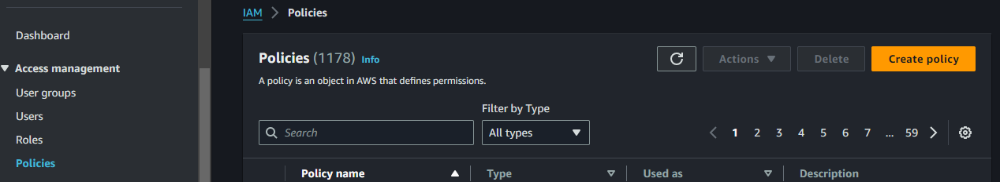 Dashboard
Access management
User groups
Users
Roles
Policies
IAM > Policies
Policies (1178) Info
Actions
Delete
Create policy
A policy is an object in AWS that defines permissions.
Filter by Type
Search
All types
1 2 3 4 5 6 7 ... 59
Policy name
Type
Used as
Description